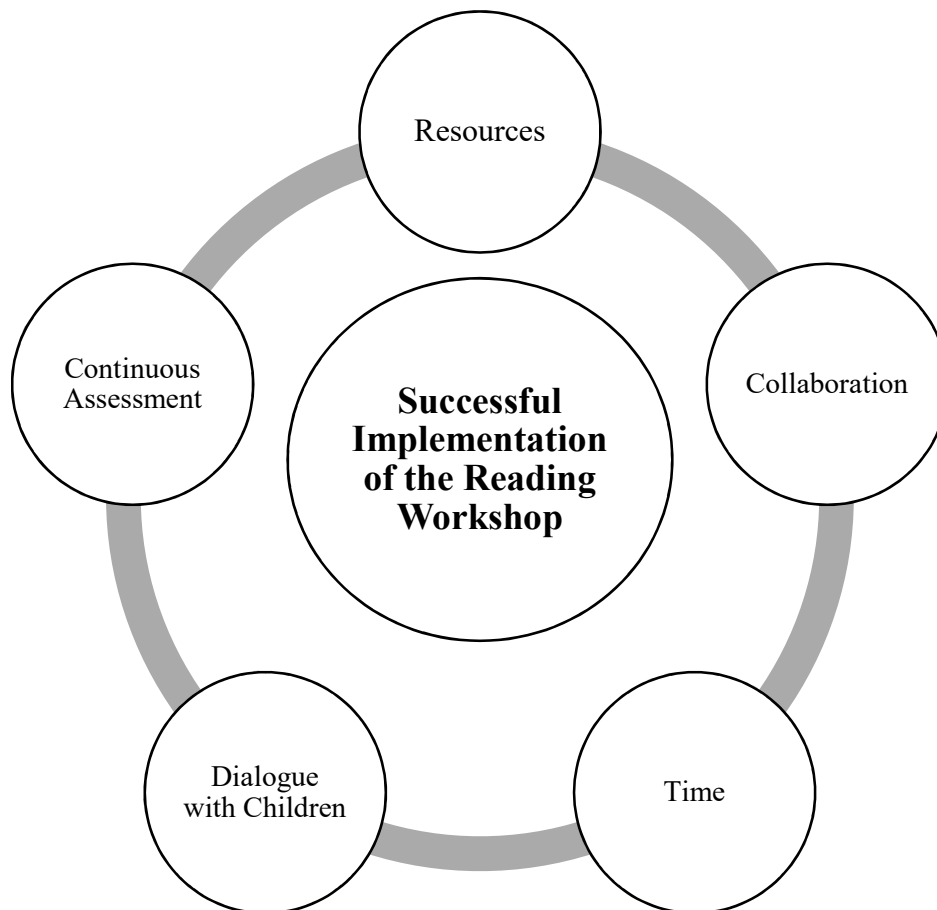 Resources
Continuous
Assessment
Collaboration
Successful
Implementation
of the Reading
Workshop
Dialogue
with Children
Time